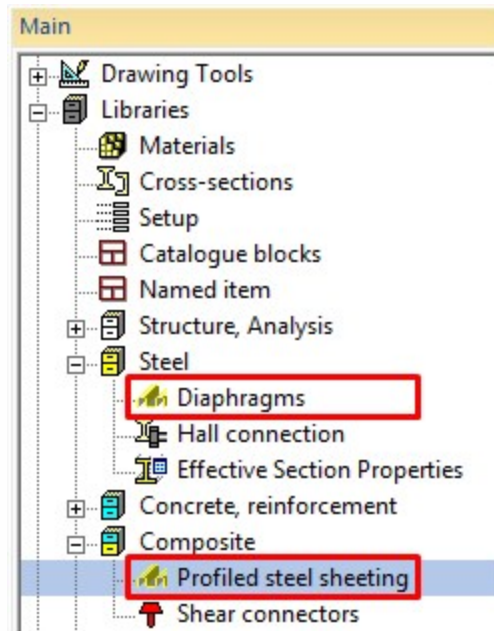 Main
Drawing Tools
Libraries
Materials
Cross-sections
Setup
Catalogue blocks
Named item
Structure, Analysis
Steel
Diaphragms
Hall connection
Effective Section Properties
Concrete, reinforcement
Composite
Profiled steel sheeting
Shear connectors